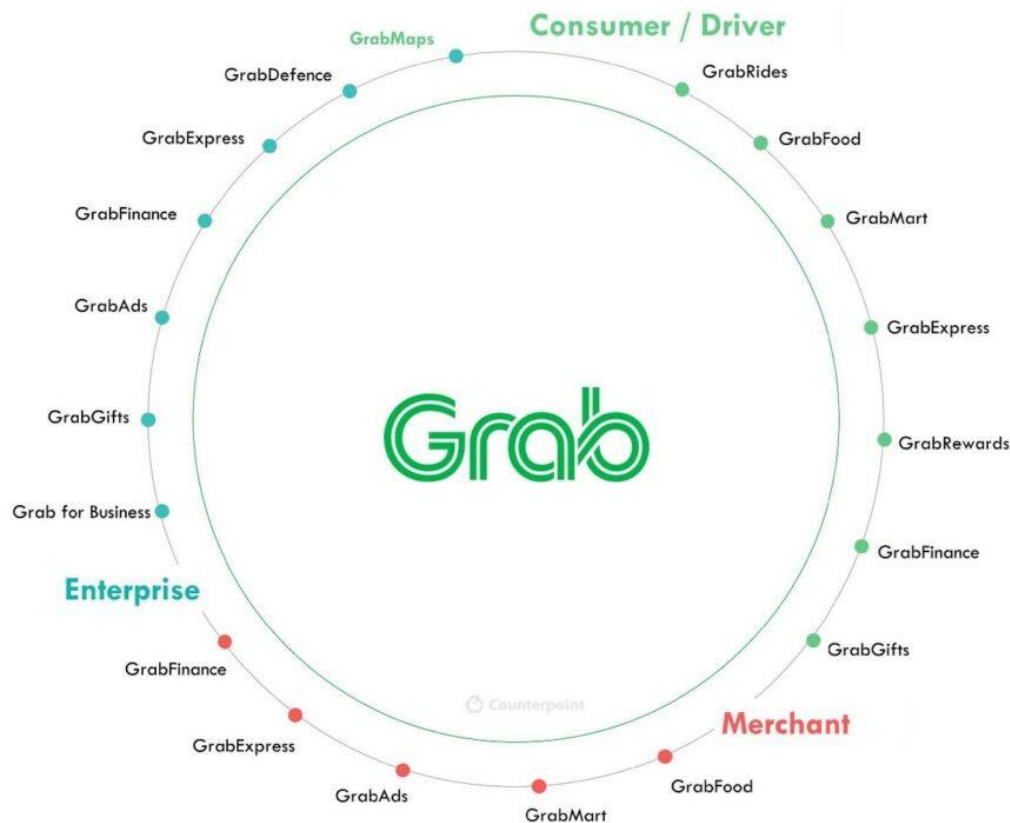 Consumer / Driver
GrabRides
GrabFood
GrabMart
GrabExpress
GrabRewards
GrabFinance
GrabGifts
Merchant
GrabFood
GrabMart
GrabAds
GrabExpress
GrabFinance
Enterprise
Grab for Business
GrabGifts
GrabAds
GrabFinance
GrabExpress
GrabDefence
GrabMaps
Grab
Counterpoint